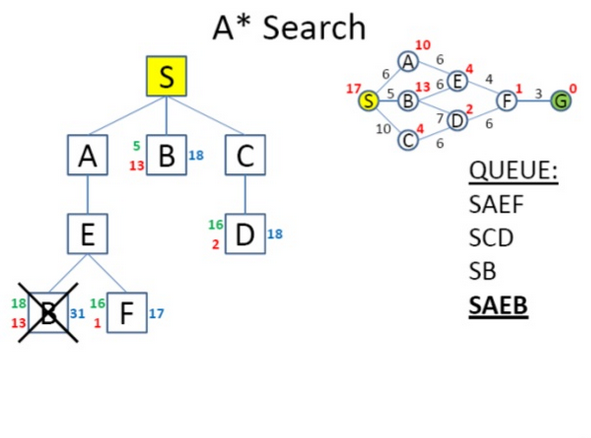 A* Search
S
A
5
13
B
18
C
E
16
2
D
18
18
13
B
31
16
1
F
17
10
A
6
6
4
E
4
17
S
5
13
B
6
1
F
3
0
G
2
D
7
6
10
4
C
6
QUEUE:
SAEF
SCD
SB
SAEB